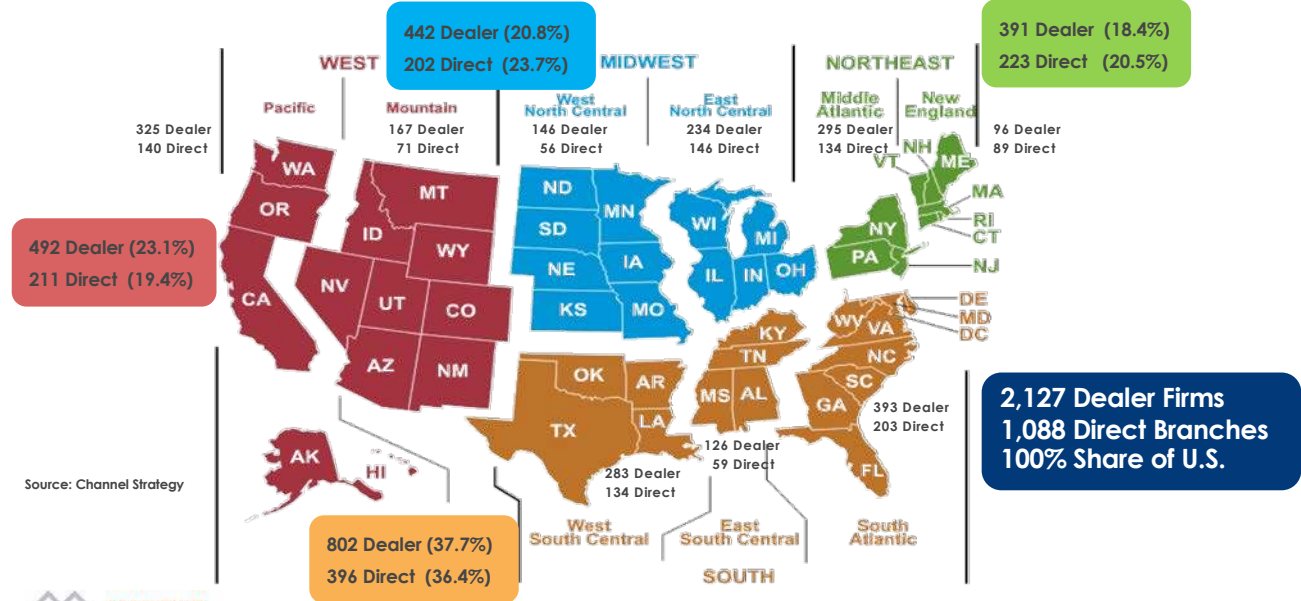 442 Dealer (20.8%)
202 Direct (23.7%)
391 Dealer (18.4%)
223 Direct (20.5%)
WEST
MIDWEST
NORTHEAST
Pacific
Mountain
West
North Central
East
North Central
Middle
Atlantic
New
England
325 Dealer
140 Direct
167 Dealer
71 Direct
146 Dealer
56 Direct
234 Dealer
146 Direct
295 Dealer
134 Direct
96 Dealer
89 Direct
WA
OR
CA
MT
ID
WY
NV
UT
CO
AZ
NM
AK
HI
ND
SD
NE
KS
MN
IA
MO
WI
MI
IL
IN
OH
NH
VT
ME
MA
RI
CT
NY
PA
NJ
DE
MD
DC
WV
VA
KY
TN
NC
SC
GA
FL
MS
AL
OK
AR
TX
LA
492 Dealer (23.1%)
211 Direct (19.4%)
393 Dealer
203 Direct
126 Dealer
59 Direct
283 Dealer
134 Direct
2,127 Dealer Firms
1,088 Direct Branches
100% Share of U.S.
Source: Channel Strategy
West
South Central
East
South Central
South
Atlantic
SOUTH
802 Dealer (37.7%)
396 Direct (36.4%)